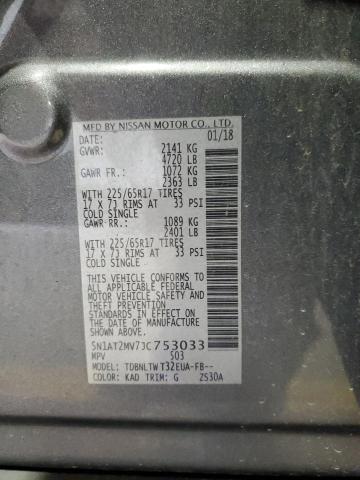 MFD BY NISSAN MOTOR CO., LTD.
DATE: 01/18
GVWR: 2141 KG
4720 LB
GAWR FR.: 1072 KG
2363 LB
WITH 225/65R17 TIRES
17 X 7J RIMS AT 33 PSI
COLD SINGLE
GAWR RR.: 1089 KG
2401 LB
WITH 225/65R17 TIRES
17 X 7J RIMS AT 33 PSI
COLD SINGLE
THIS VEHICLE CONFORMS TO
ALL APPLICABLE FEDERAL
MOTOR VEHICLE SAFETY,
BUMPER, AND THEFT
PREVENTION STANDARDS
IN EFFECT ON THE DATE OF
MANUFACTURE SHOWN ABOVE.
5N1AT2MV7JC753033
MPV S03
MODEL: TDBNLTW T32EUA-FB--
COLOR: KAD TRIM: G ZS30A